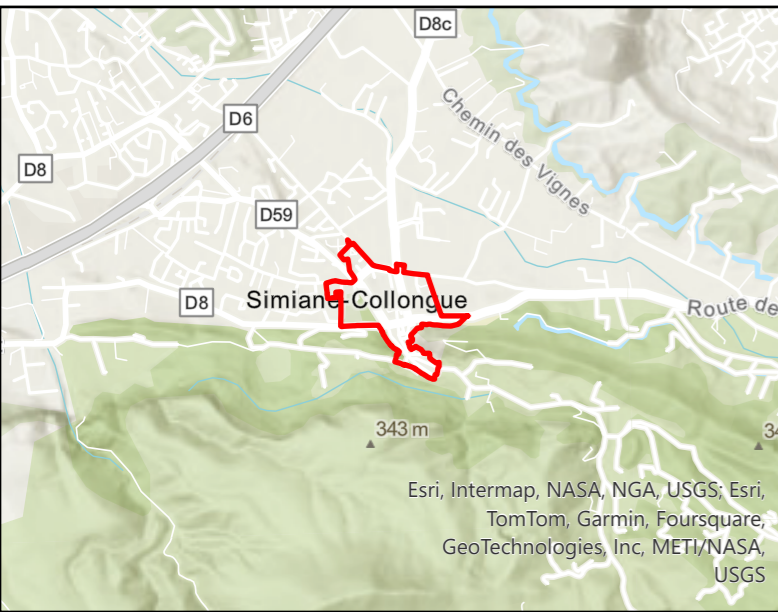 D8c
Chemin des Vignes
D6
D8
D59
D8
Simiane-Collongue
Route de
343 m
34
Esri, Intermap, NASA, NGA, USGS; Esri,
TomTom, Garmin, Foursquare,
GeoTechnologies, Inc, METI/NASA,
USGS